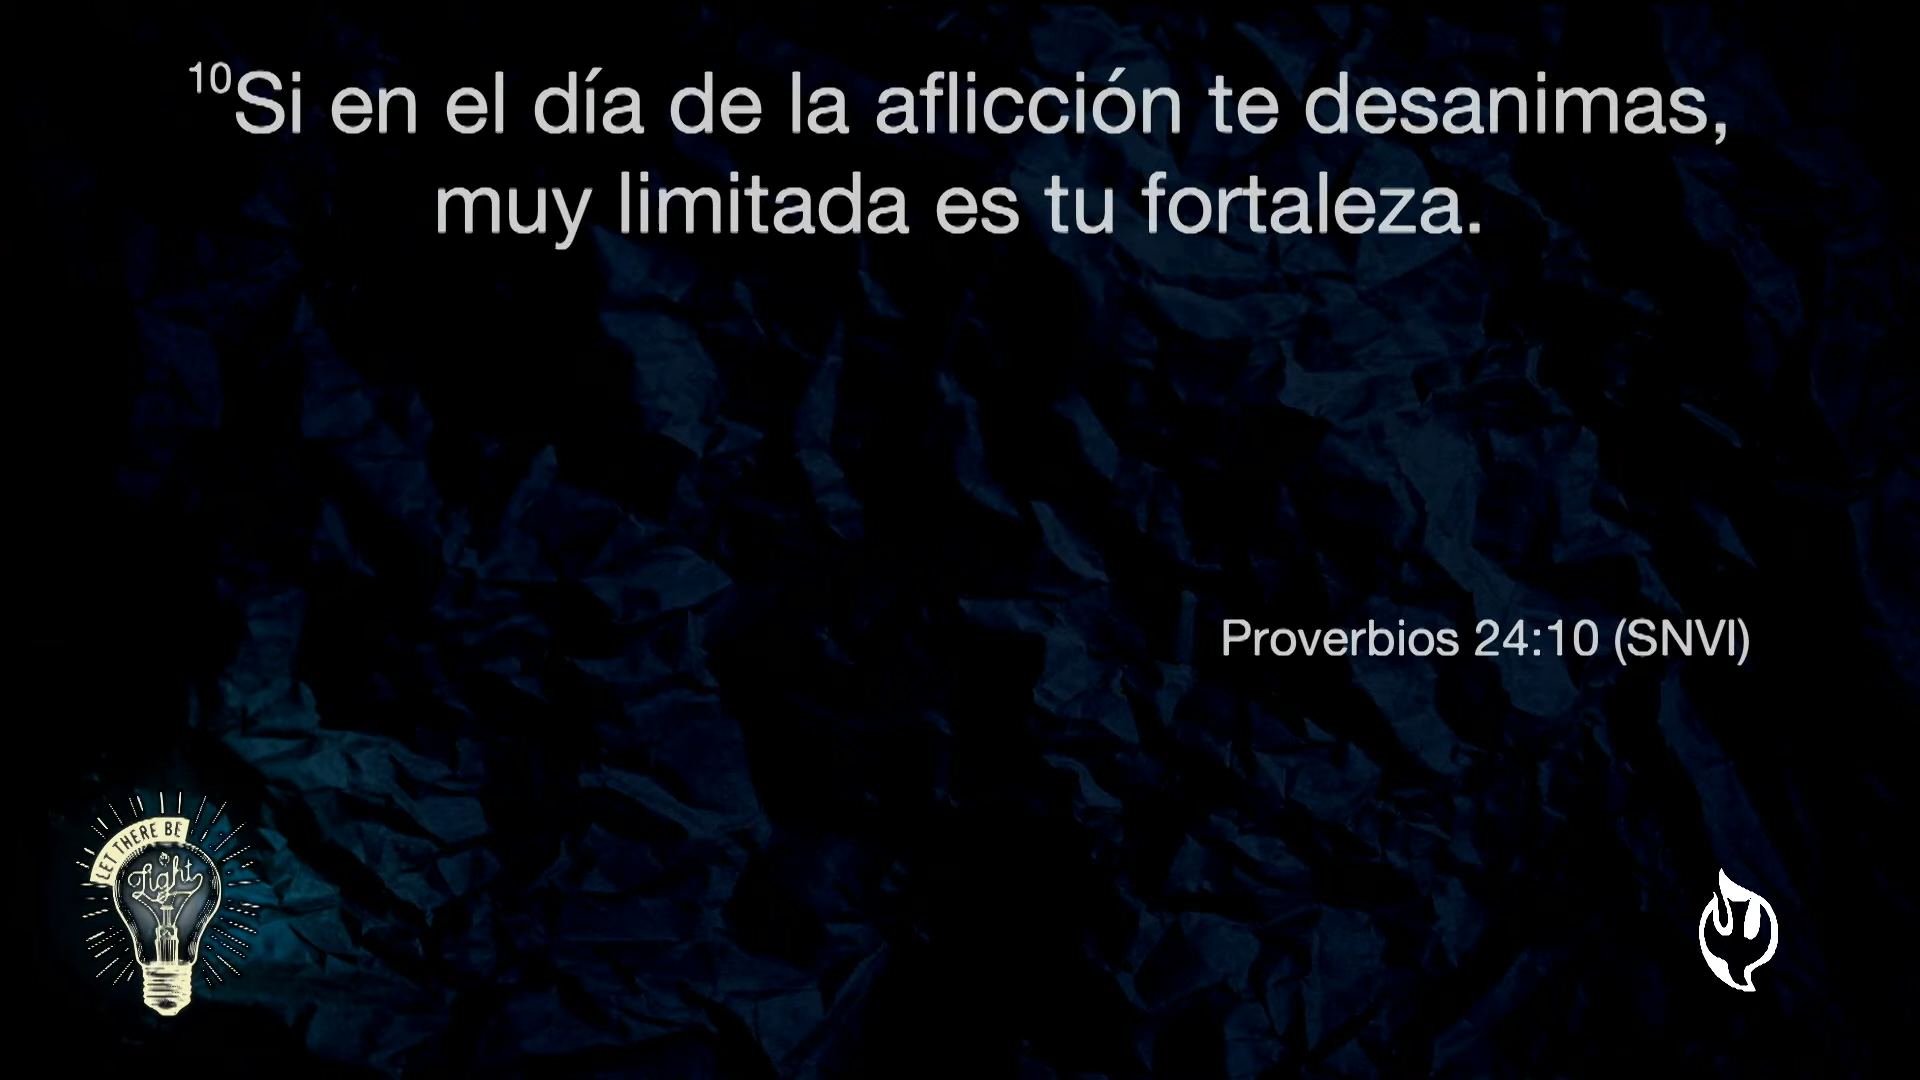 ¹⁰Si en el día de la aflicción te desanimas,
muy limitada es tu fortaleza.
Proverbios 24:10 (SNVI)
LET THERE BE
Light